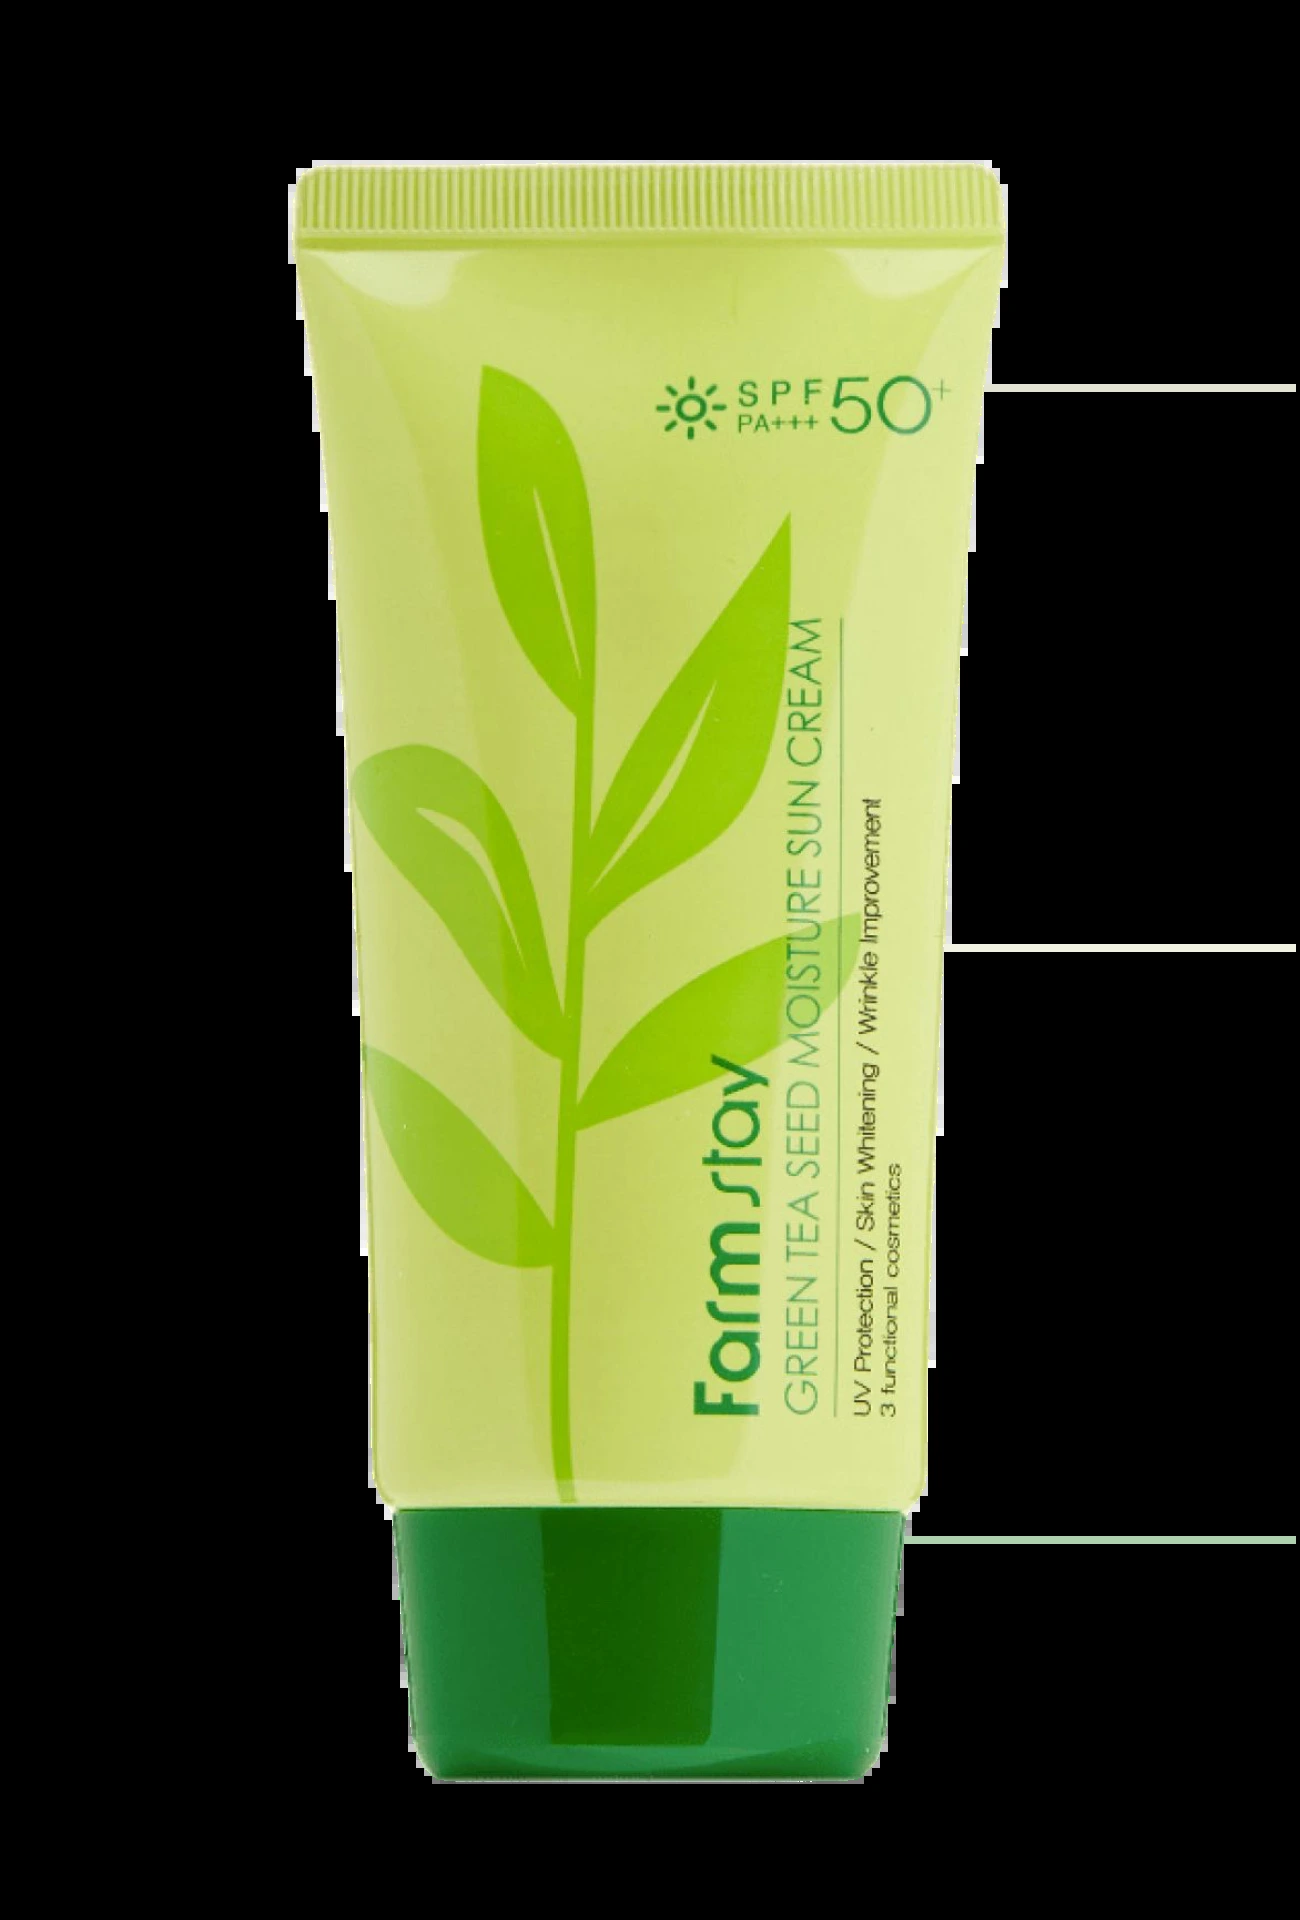 SPF 50+
PA+++
Farm stay
GREEN TEA SEED MOISTURE SUN CREAM
UV Protection / Skin Whitening / Wrinkle Improvement
3 functional cosmetics